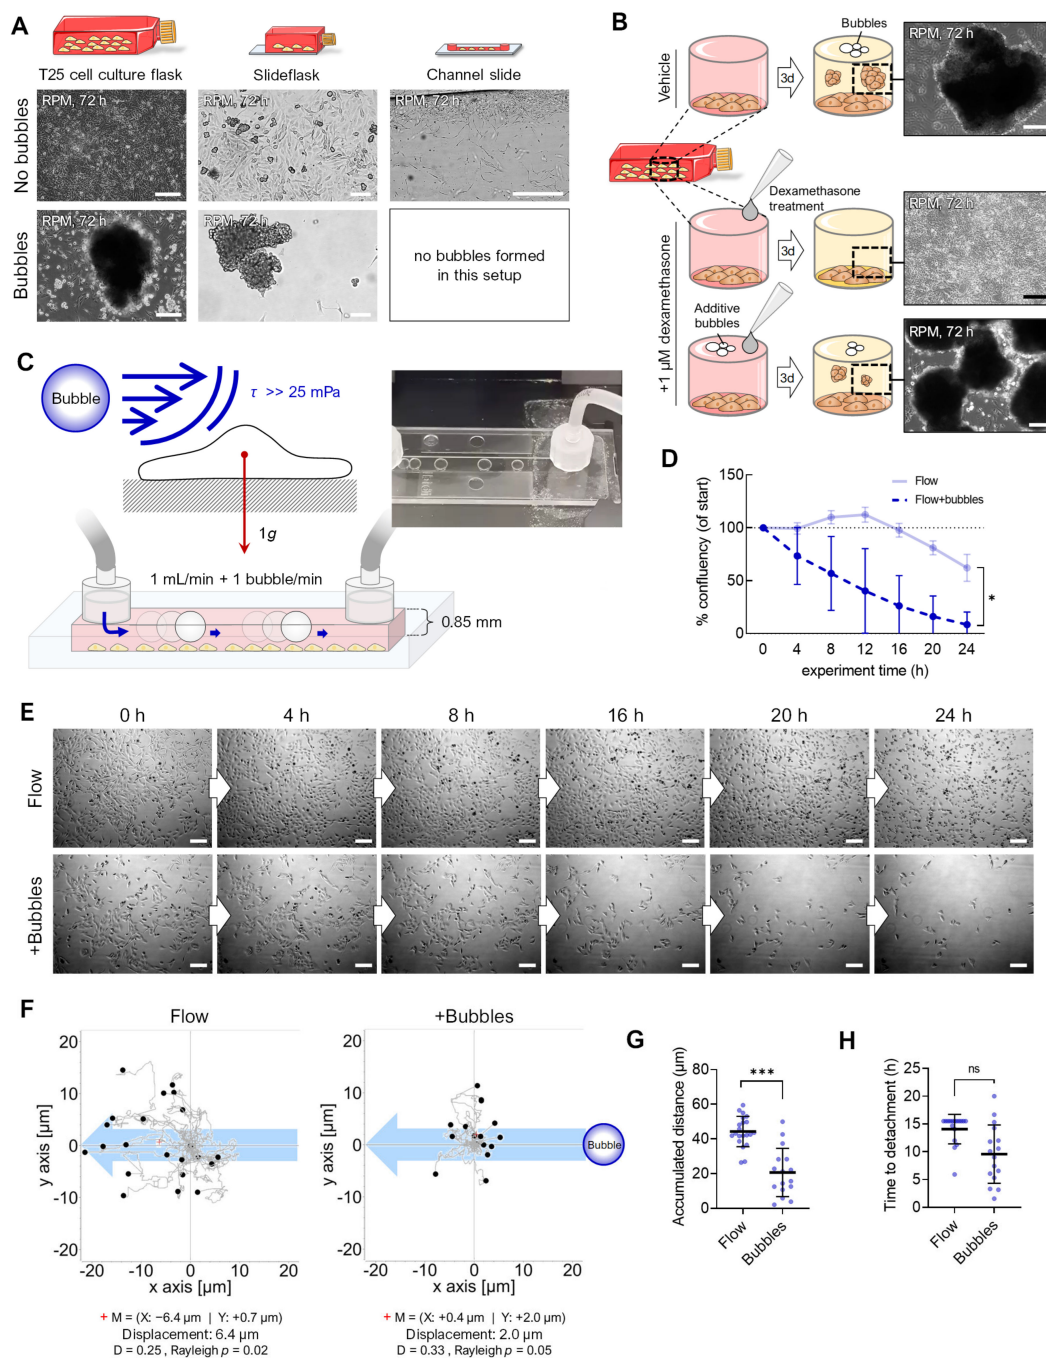 A
T25 cell culture flask
Slideflask
Channel slide
No bubbles
RPM, 72 h
RPM, 72 h
RPM, 72 h
Bubbles
RPM, 72 h
RPM, 72 h
no bubbles formed
in this setup
B
Vehicle
Bubbles
3d
RPM, 72 h
+1 µM dexamethasone
Dexamethasone
treatment
3d
RPM, 72 h
Additive
bubbles
3d
RPM, 72 h
C
Bubble
τ >> 25 mPa
1g
1 mL/min + 1 bubble/min
0.85 mm
D
% confluency (of start)
150
100
50
0
Flow
Flow+bubbles
*
0 4 8 12 16 20 24
experiment time (h)
E
0 h 4 h 8 h 16 h 20 h 24 h
Flow
+Bubbles
F
Flow
y axis [µm]
20
10
0
-10
-20
-20 -10 0 10 20
x axis [µm]
+ M = (X: −6.4 µm | Y: +0.7 µm)
Displacement: 6.4 µm
D = 0.25 , Rayleigh p = 0.02
+Bubbles
y axis [µm]
20
10
0
-10
-20
Bubble
-20 -10 0 10 20
x axis [µm]
+ M = (X: +0.4 µm | Y: +2.0 µm)
Displacement: 2.0 µm
D = 0.33 , Rayleigh p = 0.05
G
Accumulated distance (µm)
80
60
40
20
0
***
Flow
Bubbles
H
Time to detachment (h)
25
20
15
10
5
0
ns
Flow
Bubbles